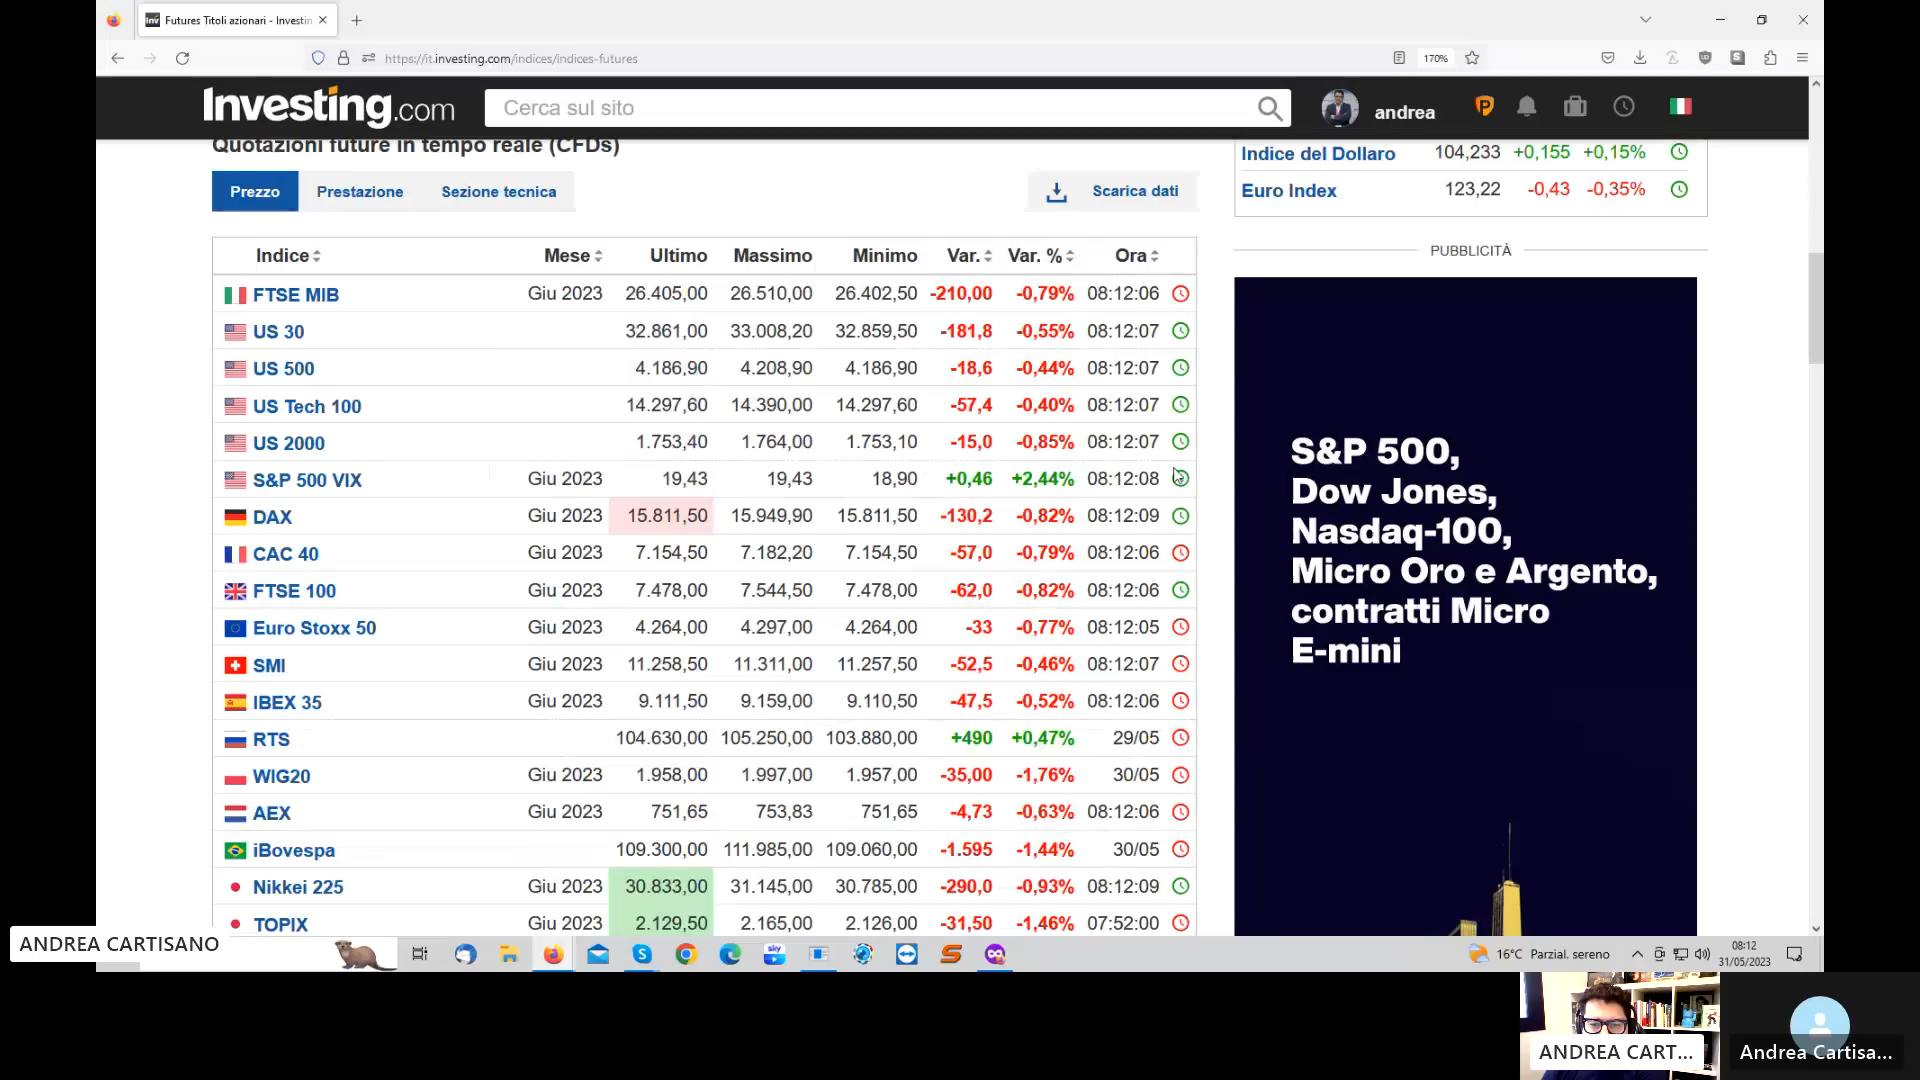 Futures Titoli azionari - Investin
https://it.investing.com/indices/indices-futures
170%
Investing.com
Cerca sul sito
andrea
Quotazioni future in tempo reale (CFDs)
Prezzo Prestazione Sezione tecnica
Scarica dati
Indice Mese Ultimo Massimo Minimo Var. Var. % Ora
FTSE MIB Giu 2023 26.405,00 26.510,00 26.402,50 -210,00 -0,79% 08:12:06
US 30 32.861,00 33.008,20 32.859,50 -181,8 -0,55% 08:12:07
US 500 4.186,90 4.208,90 4.186,90 -18,6 -0,44% 08:12:07
US Tech 100 14.297,60 14.390,00 14.297,60 -57,4 -0,40% 08:12:07
US 2000 1.753,40 1.764,00 1.753,10 -15,0 -0,85% 08:12:07
S&P 500 VIX Giu 2023 19,43 19,43 18,90 +0,46 +2,44% 08:12:08
DAX Giu 2023 15.811,50 15.949,90 15.811,50 -130,2 -0,82% 08:12:09
CAC 40 Giu 2023 7.154,50 7.182,20 7.154,50 -57,0 -0,79% 08:12:06
FTSE 100 Giu 2023 7.478,00 7.544,50 7.478,00 -62,0 -0,82% 08:12:06
Euro Stoxx 50 Giu 2023 4.264,00 4.297,00 4.264,00 -33 -0,77% 08:12:05
SMI Giu 2023 11.258,50 11.311,00 11.257,50 -52,5 -0,46% 08:12:07
IBEX 35 Giu 2023 9.111,50 9.159,00 9.110,50 -47,5 -0,52% 08:12:06
RTS 104.630,00 105.250,00 103.880,00 +490 +0,47% 29/05
WIG20 Giu 2023 1.958,00 1.997,00 1.957,00 -35,00 -1,76% 30/05
AEX Giu 2023 751,65 753,83 751,65 -4,73 -0,63% 08:12:06
iBovespa 109.300,00 111.985,00 109.060,00 -1.595 -1,44% 30/05
Nikkei 225 Giu 2023 30.833,00 31.145,00 30.785,00 -290,0 -0,93% 08:12:09
TOPIX Giu 2023 2.129,50 2.165,00 2.126,00 -31,50 -1,46% 07:52:00
Indice del Dollaro 104,233 +0,155 +0,15%
Euro Index 123,22 -0,43 -0,35%
PUBBLICITÀ
S&P 500,
Dow Jones,
Nasdaq-100,
Micro Oro e Argento,
contratti Micro
E-mini
ANDREA CARTISANO
sky
16°C Parzial. sereno
08:12
31/05/2023
ANDREA CART...
Andrea Cartisa...